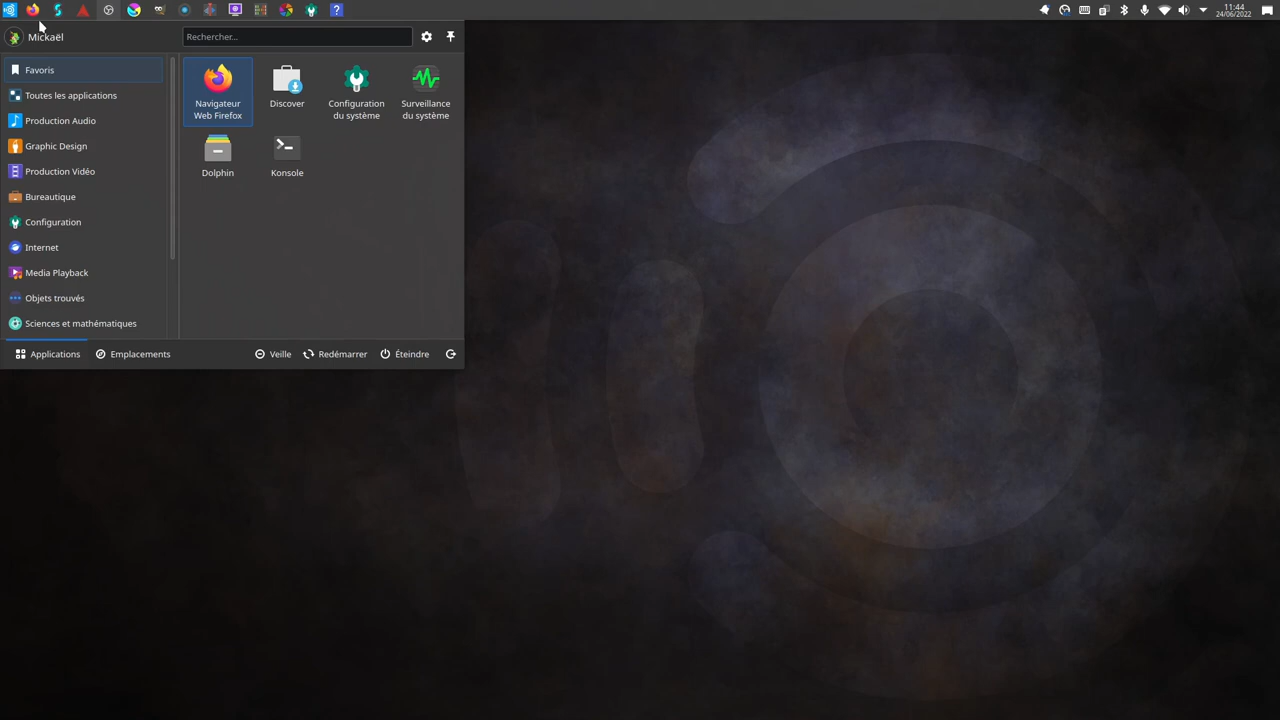 11:44
24/06/2022
Mickaël
Rechercher...
Favoris
Toutes les applications
Production Audio
Graphic Design
Production Vidéo
Bureautique
Configuration
Internet
Media Playback
Objets trouvés
Sciences et mathématiques
Navigateur
Web Firefox
Discover
Configuration
du système
Surveillance
du système
Dolphin
Konsole
Applications
Emplacements
Veille
Redémarrer
Éteindre